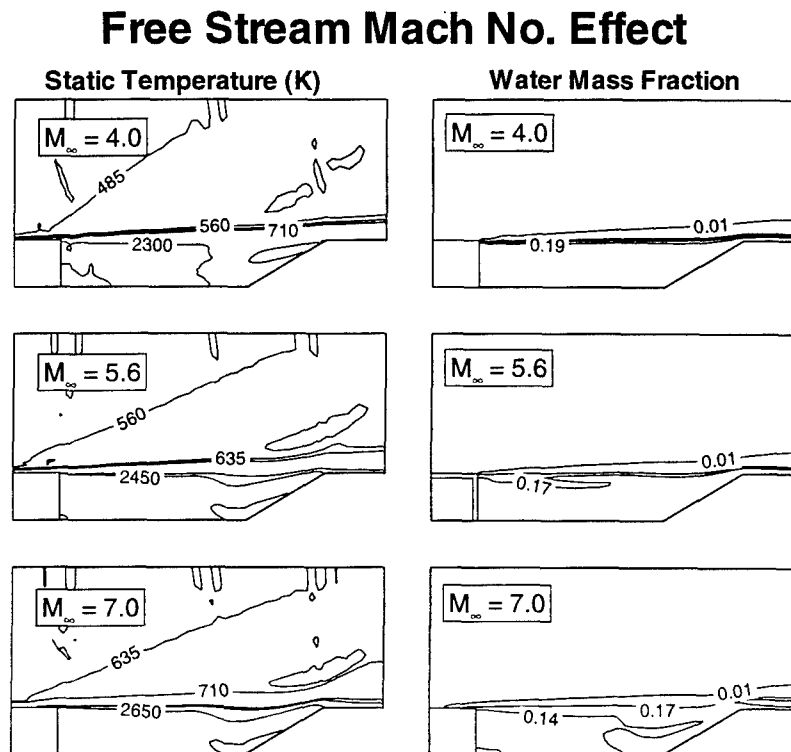 Free Stream Mach No. Effect
Static Temperature (K)
Water Mass Fraction
M∞ = 4.0
485
560
710
2300
M∞ = 4.0
0.01
0.19
M∞ = 5.6
560
635
2450
M∞ = 5.6
0.01
0.17
M∞ = 7.0
635
710
2650
M∞ = 7.0
0.01
0.17
0.14